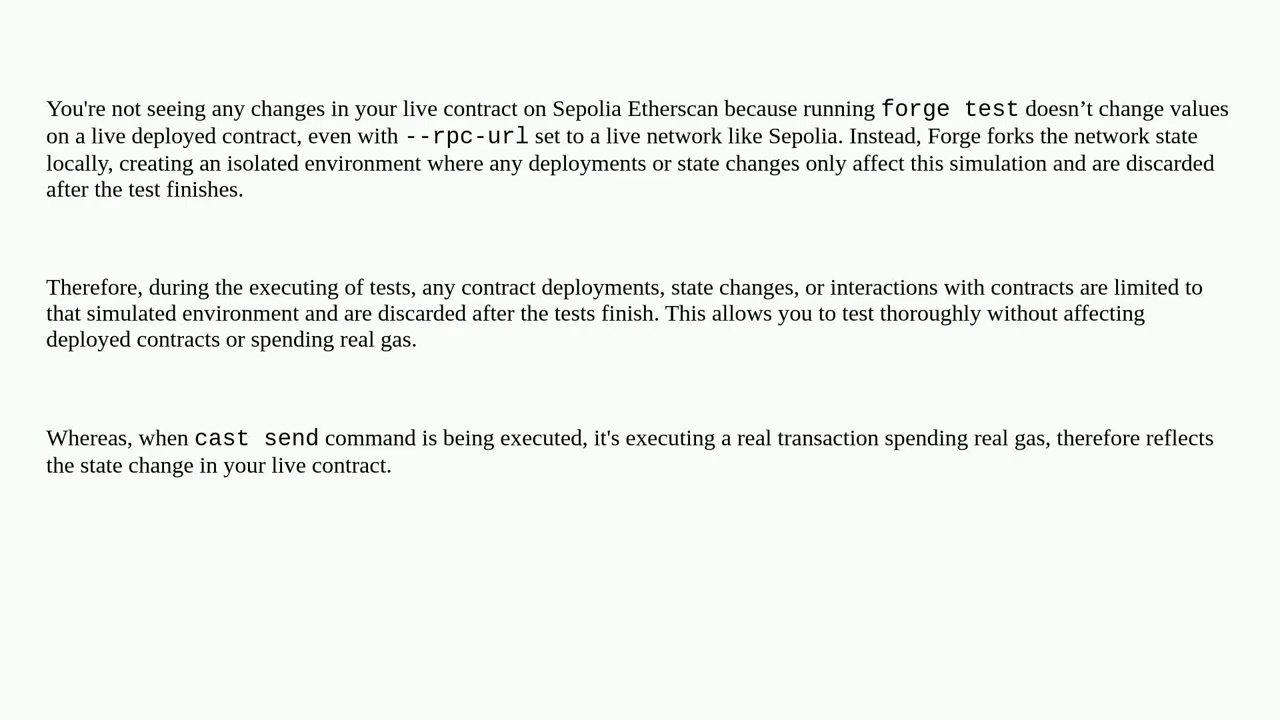 You're not seeing any changes in your live contract on Sepolia Etherscan because running forge test doesn’t change values
on a live deployed contract, even with --rpc-url set to a live network like Sepolia. Instead, Forge forks the network state
locally, creating an isolated environment where any deployments or state changes only affect this simulation and are discarded
after the test finishes.
Therefore, during the executing of tests, any contract deployments, state changes, or interactions with contracts are limited to
that simulated environment and are discarded after the tests finish. This allows you to test thoroughly without affecting
deployed contracts or spending real gas.
Whereas, when cast send command is being executed, it's executing a real transaction spending real gas, therefore reflects
the state change in your live contract.